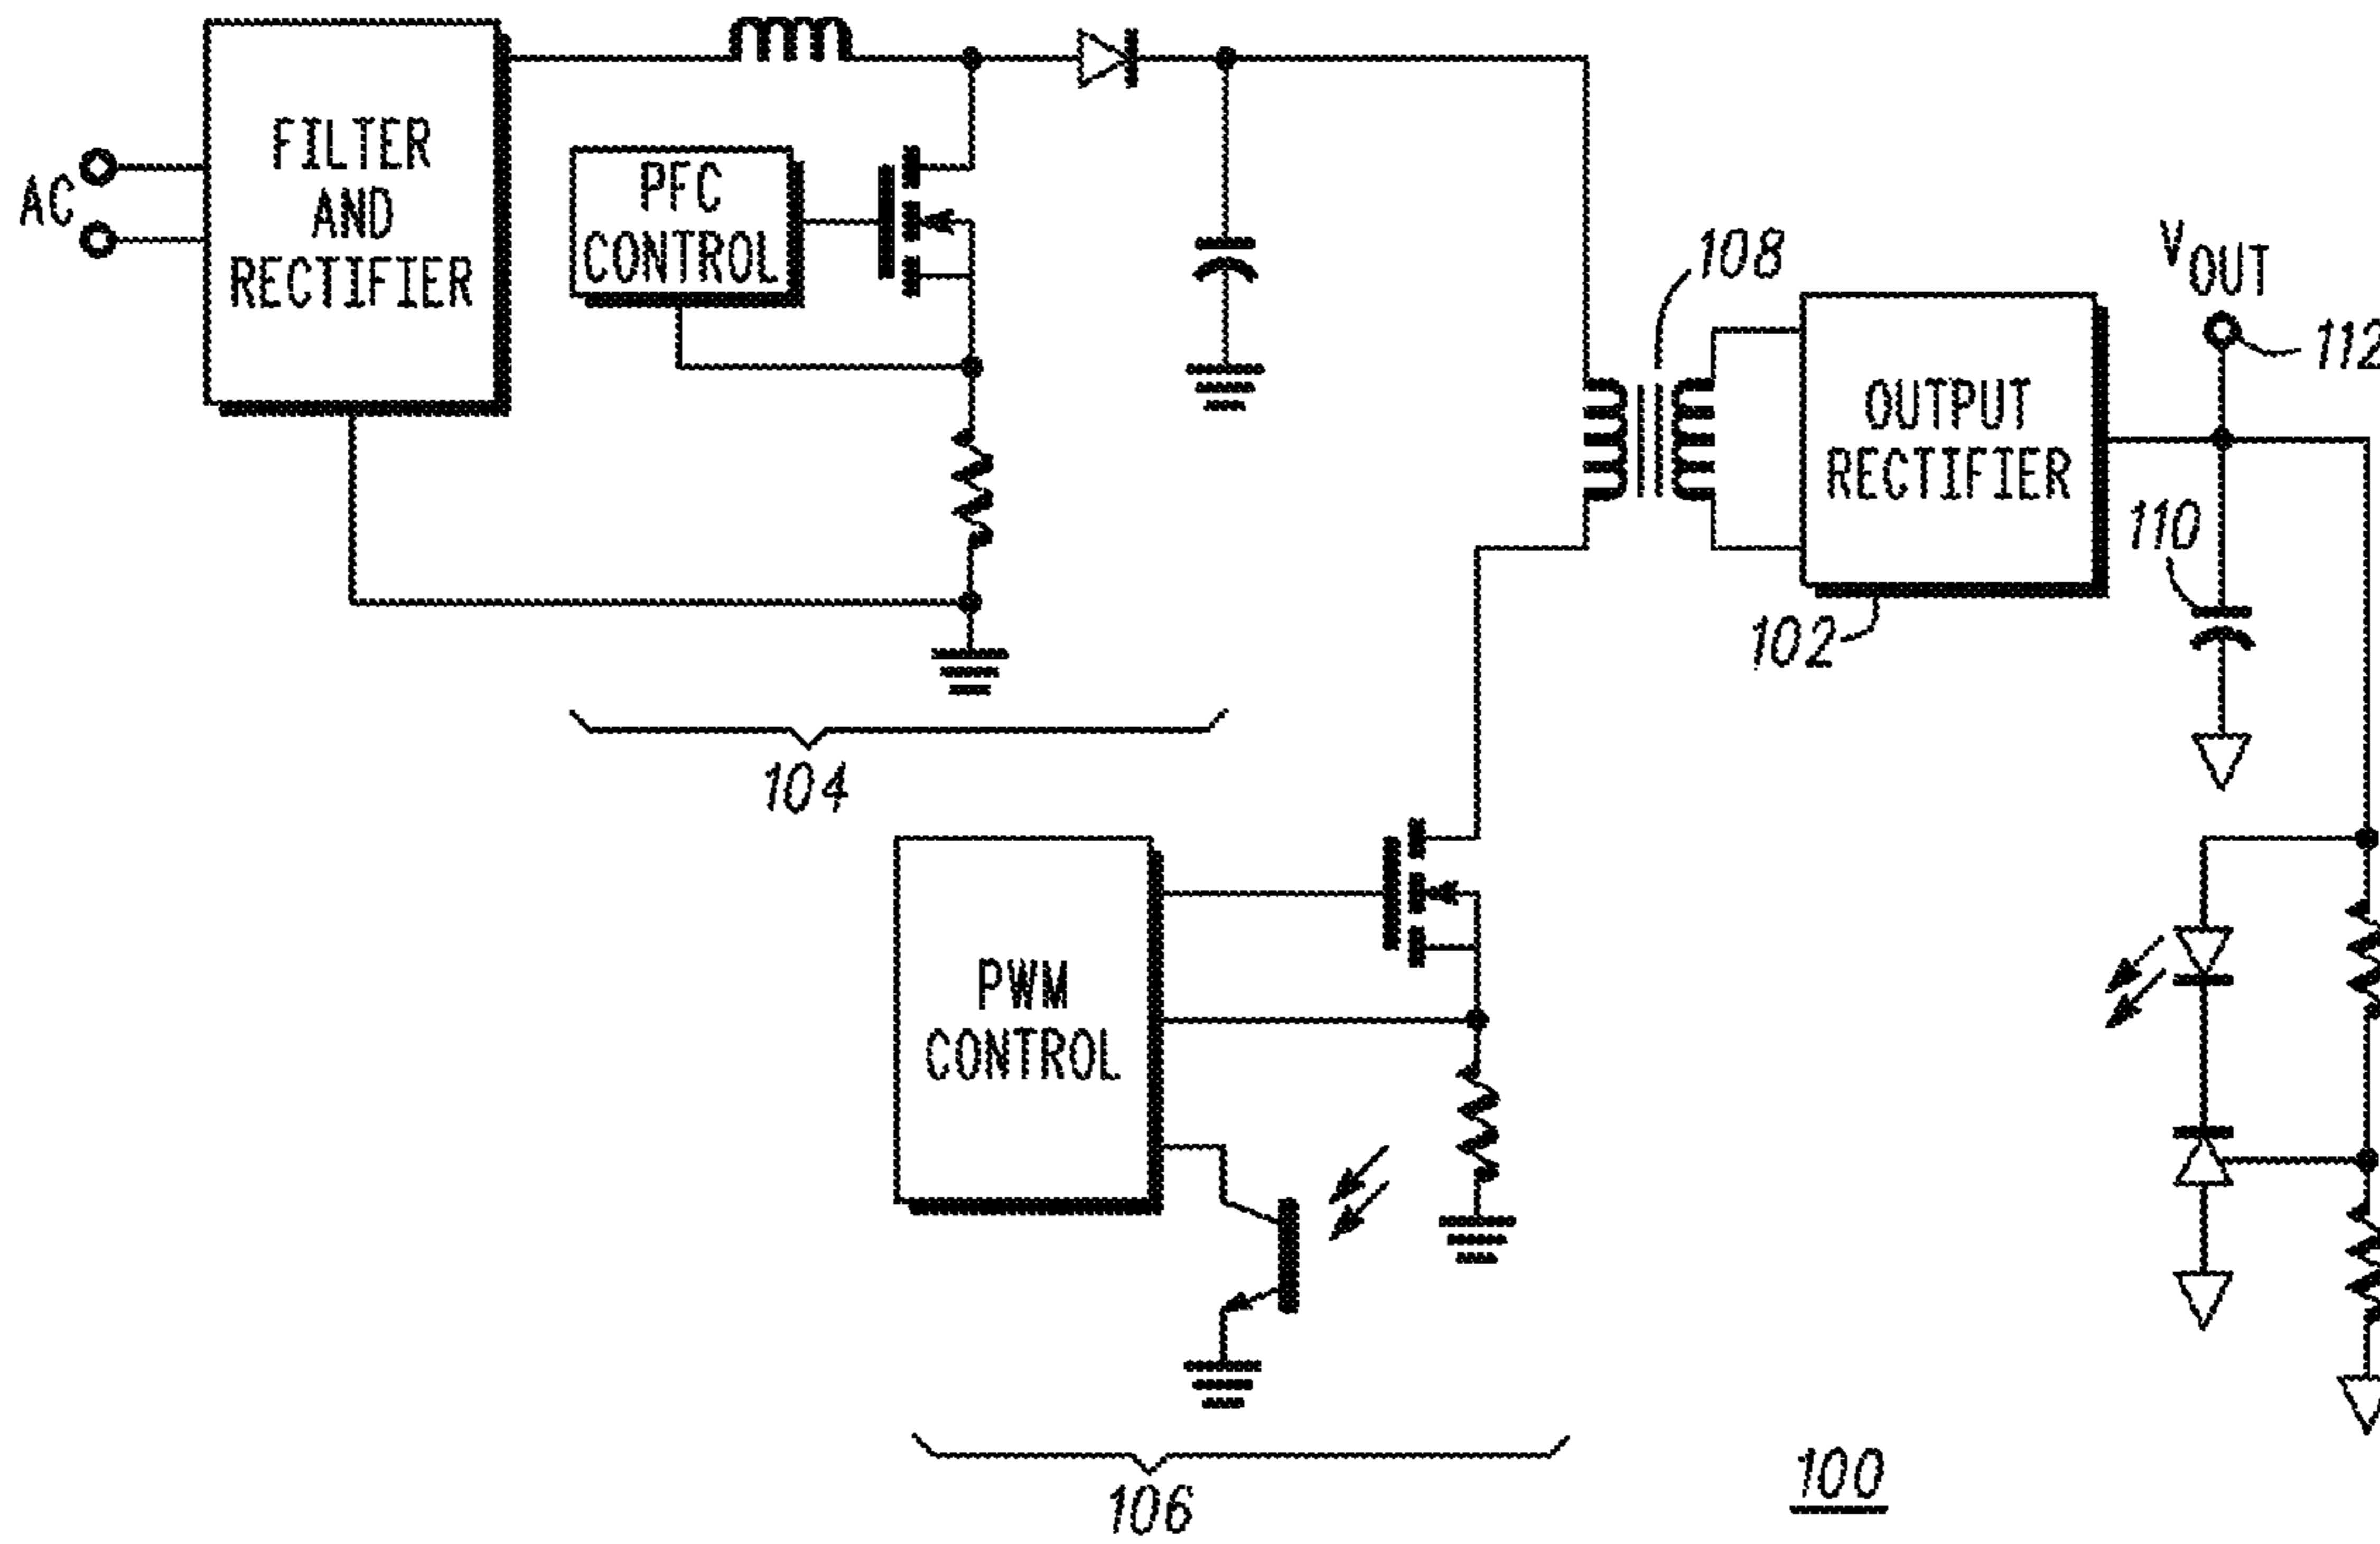 FILTER
AND
RECTIFIER
AC
PFC
CONTROL
108
VOUT
112
OUTPUT
RECTIFIER
110
102
104
PWM
CONTROL
106
100